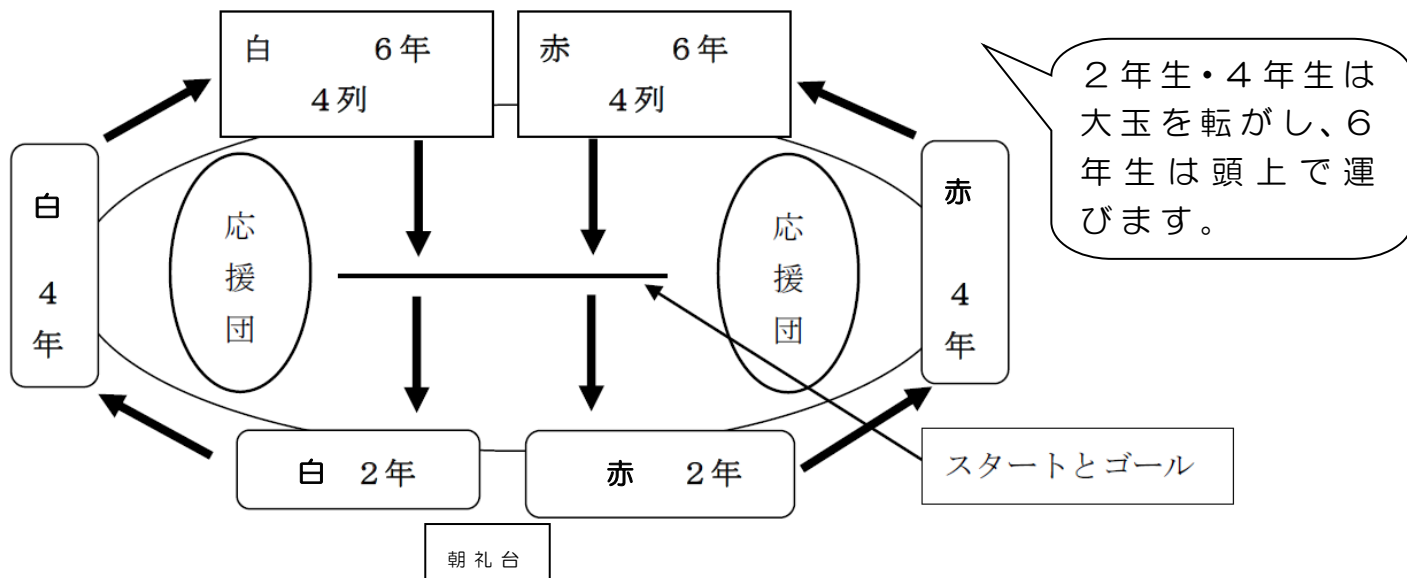 白 6年
4列
赤 6年
4列
2年生・4年生は
大玉を転がし、6
年生は頭上で運
びます。
白
4
年
応
援
団
応
援
団
赤
4
年
白 2年
赤 2年
スタートとゴール
朝礼台